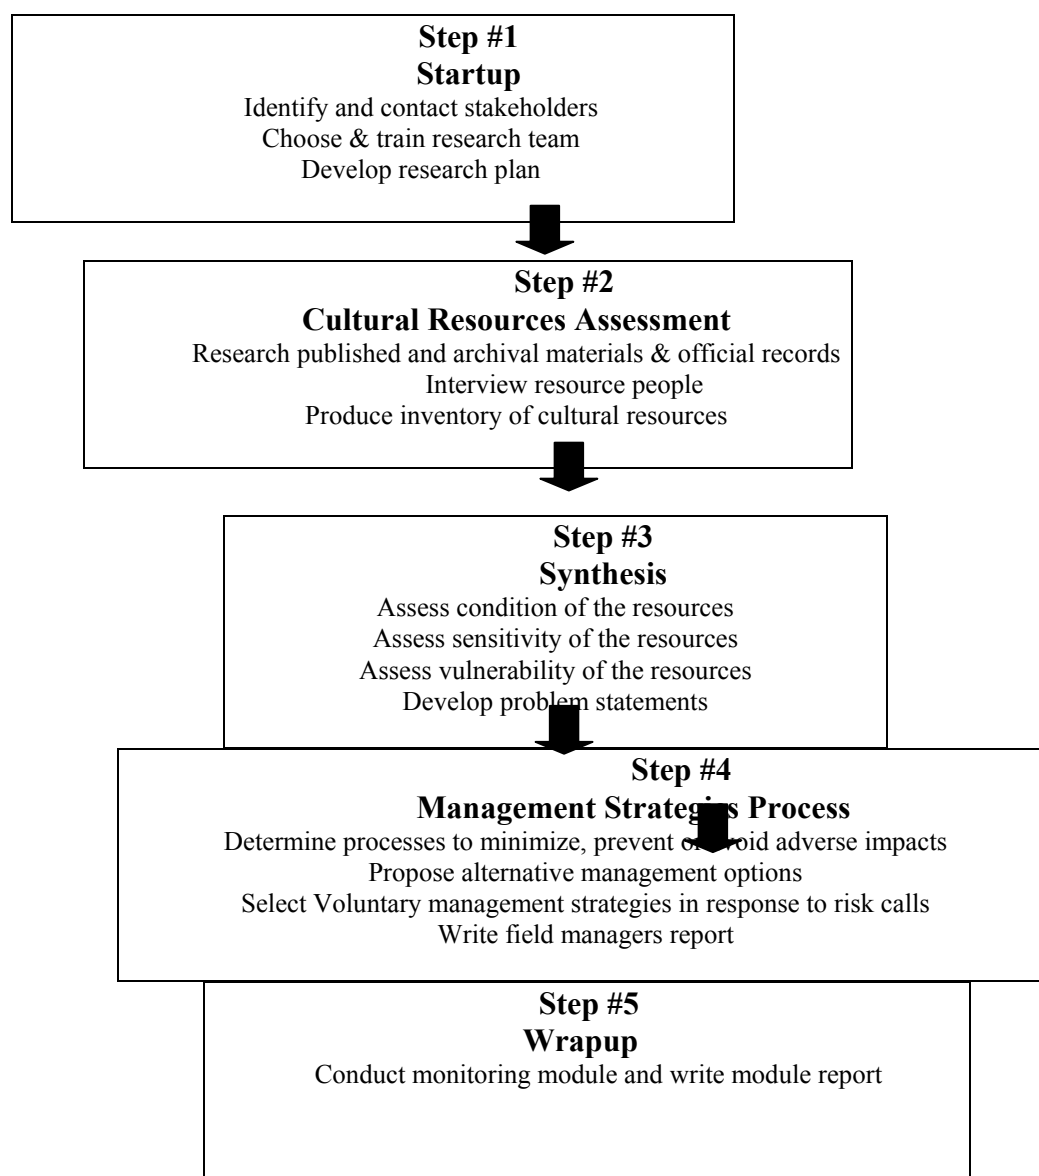 Step #1
Startup
Identify and contact stakeholders
Choose & train research team
Develop research plan
Step #2
Cultural Resources Assessment
Research published and archival materials & official records
Interview resource people
Produce inventory of cultural resources
Step #3
Synthesis
Assess condition of the resources
Assess sensitivity of the resources
Assess vulnerability of the resources
Develop problem statements
Step #4
Management Strategies Process
Determine processes to minimize, prevent or avoid adverse impacts
Propose alternative management options
Select Voluntary management strategies in response to risk calls
Write field managers report
Step #5
Wrapup
Conduct monitoring module and write module report